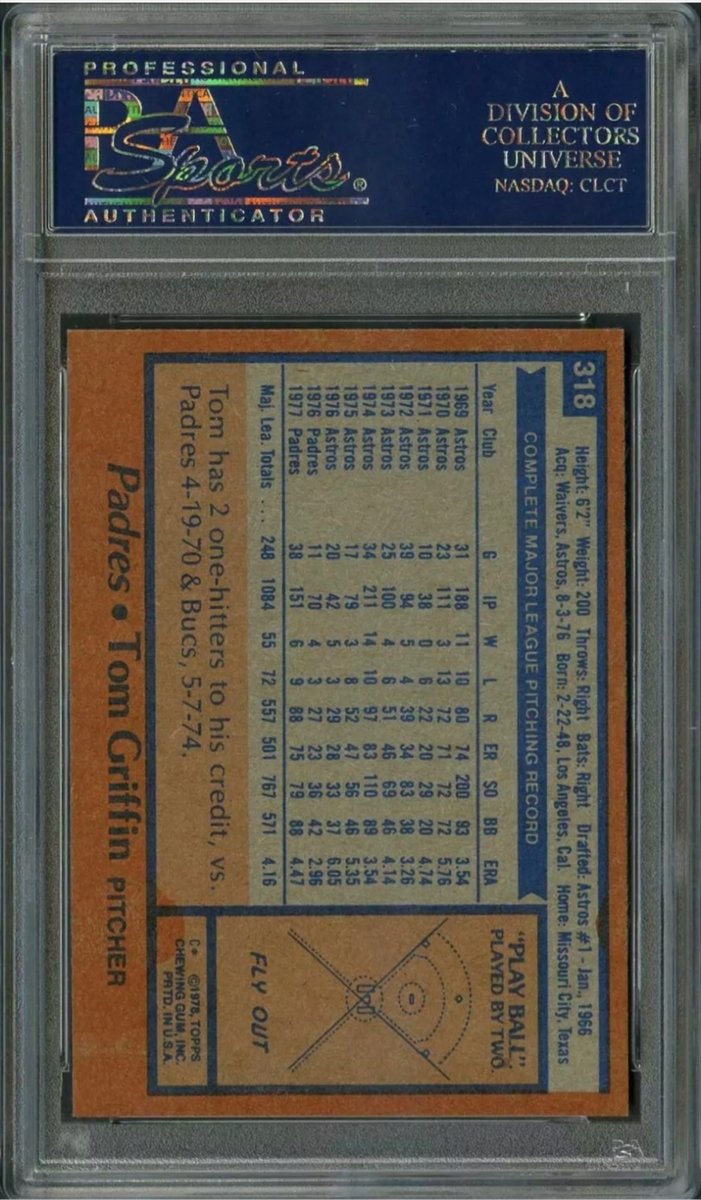 PROFESSIONAL
PSA
Sports®
AUTHENTICATOR
A
DIVISION OF
COLLECTORS
UNIVERSE
NASDAQ: CLCT
318
Height: 6'2" Weight: 200 Throws: Right Bats: Right Drafted: Astros #1 - Jan., 1966
Acq: Waivers, Astros, 8-3-76 Born: 2-22-48, Los Angeles, Cal. Home: Missouri City, Texas
COMPLETE MAJOR LEAGUE PITCHING RECORD
Year Club G IP W L R ER SO BB ERA
1969 Astros 31 188 11 10 80 74 200 93 3.54
1970 Astros 23 111 3 13 72 71 72 72 5.76
1971 Astros 10 38 0 6 22 20 29 20 4.74
1972 Astros 39 94 5 4 39 34 83 38 3.26
1973 Astros 25 100 4 6 51 46 69 46 4.14
1974 Astros 34 211 14 10 97 83 110 89 3.54
1975 Astros 17 79 3 8 52 47 56 46 5.35
1976 Astros 20 42 5 3 29 28 33 37 6.05
1976 Padres 11 70 4 3 27 23 36 42 2.96
1977 Padres 38 151 6 9 88 75 79 88 4.47
Maj. Lea. Totals ... 248 1084 55 72 557 501 767 571 4.16
Tom has 2 one-hitters to his credit, vs.
Padres 4-19-70 & Bucs, 5-7-74.
"PLAY BALL"
PLAYED BY TWO.
FLY OUT
C* ©1978, TOPPS
CHEWING GUM, INC.
PRTD. IN U.S.A.
Padres • Tom Griffin PITCHER